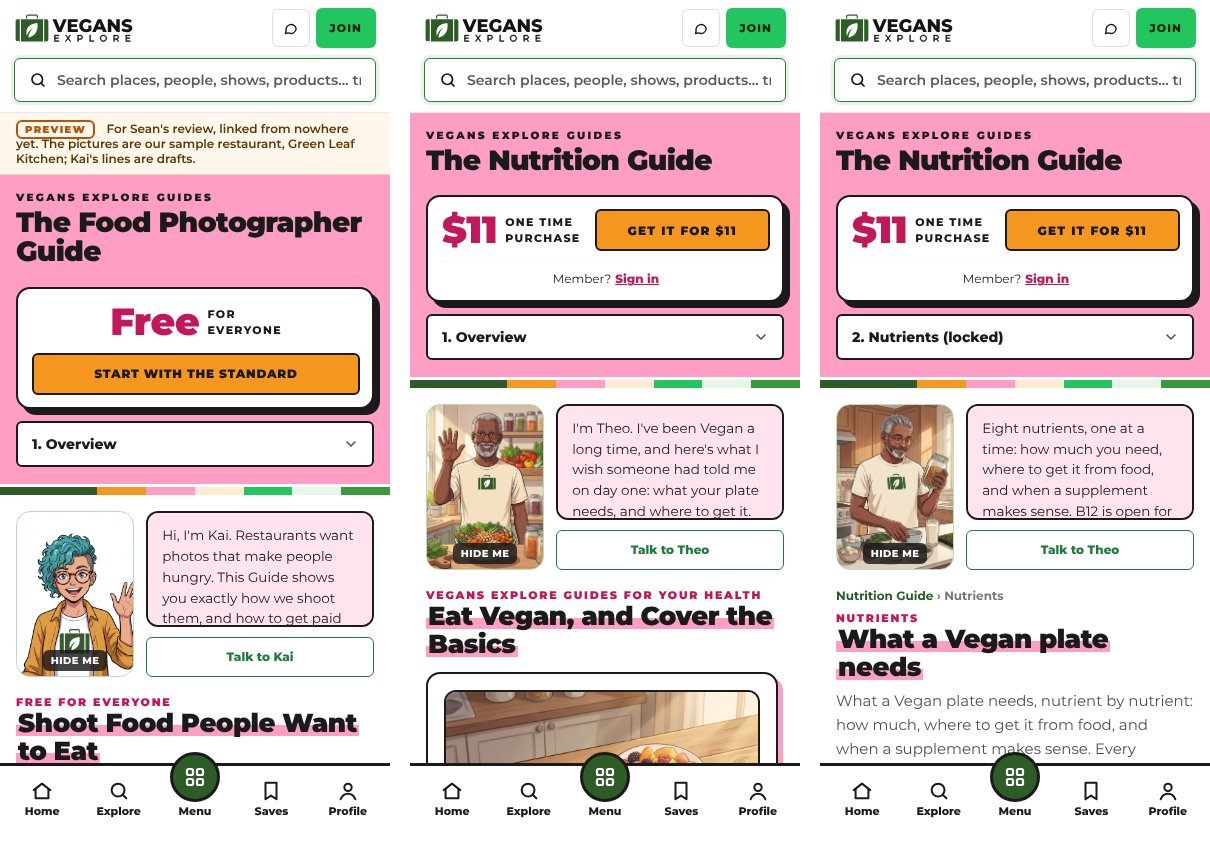 VEGANS
EXPLORE
JOIN
Search places, people, shows, products... tr
PREVIEW For Sean's review, linked from nowhere
yet. The pictures are our sample restaurant, Green Leaf
Kitchen; Kai's lines are drafts.
VEGANS EXPLORE GUIDES
The Food Photographer
Guide
Free FOR
EVERYONE
START WITH THE STANDARD
1. Overview
Hi, I'm Kai. Restaurants want
photos that make people
hungry. This Guide shows
you exactly how we shoot
them, and how to get paid
HIDE ME
Talk to Kai
FREE FOR EVERYONE
Shoot Food People Want
to Eat
Home
Explore
Menu
Saves
Profile
VEGANS
EXPLORE
JOIN
Search places, people, shows, products... tr
VEGANS EXPLORE GUIDES
The Nutrition Guide
$11 ONE TIME
PURCHASE
GET IT FOR $11
Member? Sign in
1. Overview
I'm Theo. I've been Vegan a
long time, and here's what I
wish someone had told me
on day one: what your plate
needs, and where to get it.
HIDE ME
Talk to Theo
VEGANS EXPLORE GUIDES FOR YOUR HEALTH
Eat Vegan, and Cover the
Basics
Home
Explore
Menu
Saves
Profile
VEGANS
EXPLORE
JOIN
Search places, people, shows, products... tr
VEGANS EXPLORE GUIDES
The Nutrition Guide
$11 ONE TIME
PURCHASE
GET IT FOR $11
Member? Sign in
2. Nutrients (locked)
Eight nutrients, one at a
time: how much you need,
where to get it from food,
and when a supplement
makes sense. B12 is open for
HIDE ME
Talk to Theo
Nutrition Guide › Nutrients
NUTRIENTS
What a Vegan plate
needs
What a Vegan plate needs, nutrient by nutrient:
how much, where to get it from food, and
when a supplement makes sense. Every
Home
Explore
Menu
Saves
Profile